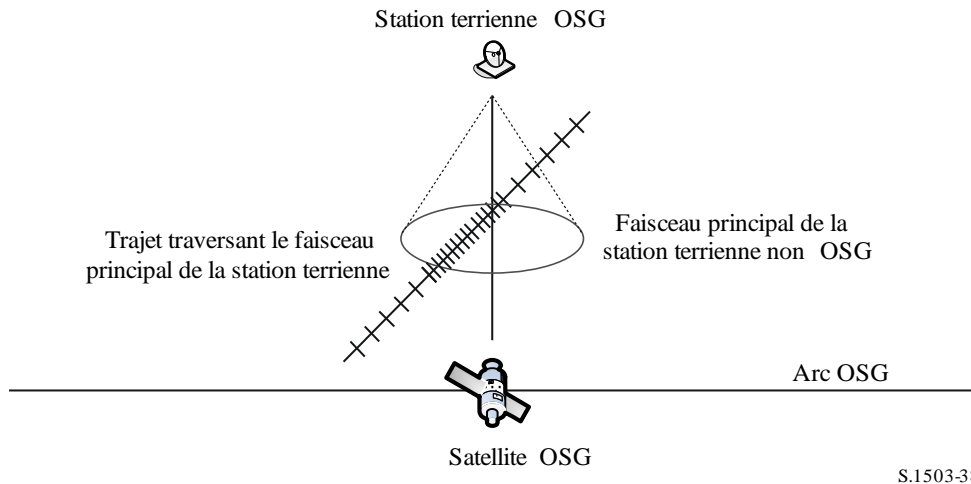 Station terrienne OSG
Trajet traversant le faisceau
principal de la station terrienne
Faisceau principal de la
station terrienne non OSG
Arc OSG
Satellite OSG